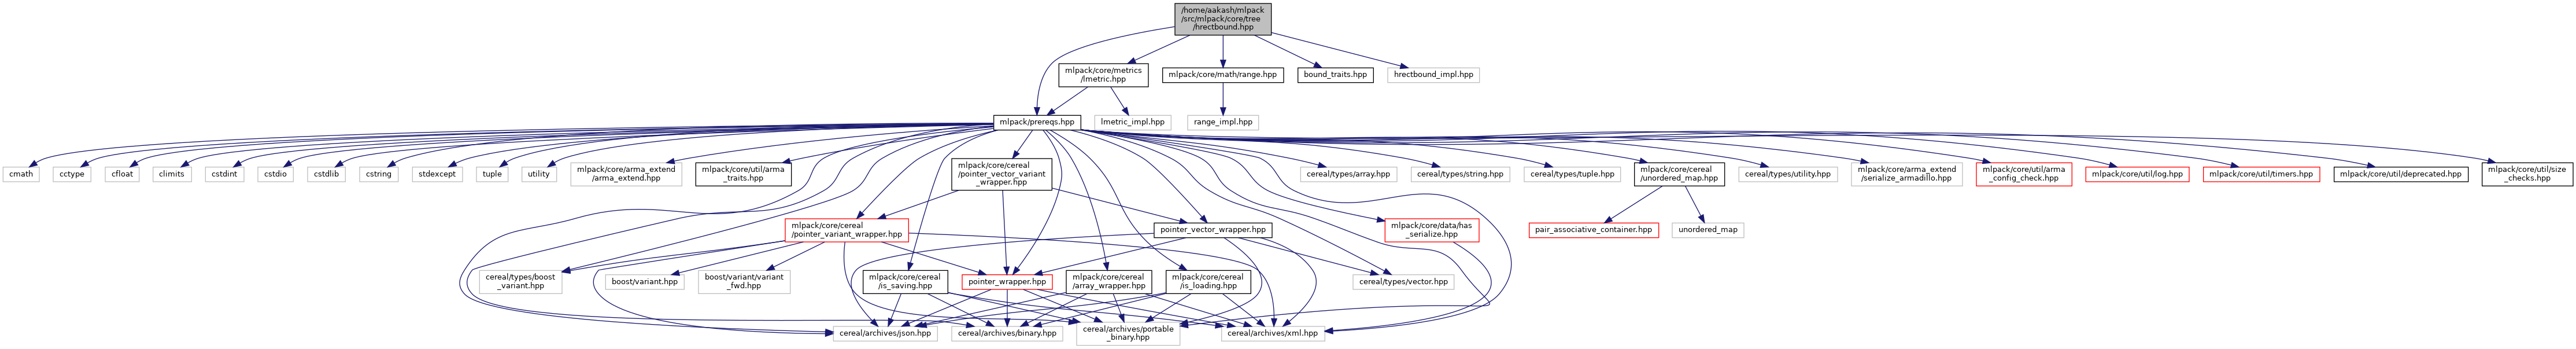 /home/aakash/mlpack
/src/mlpack/core/tree
/hrectbound.hpp
mlpack/core/metrics
/lmetric.hpp
mlpack/core/math/range.hpp
bound_traits.hpp
hrectbound_impl.hpp
mlpack/prereqs.hpp
lmetric_impl.hpp
range_impl.hpp
cmath
cctype
cfloat
climits
cstdint
cstdio
cstdlib
cstring
stdexcept
tuple
utility
mlpack/core/arma_extend
/arma_extend.hpp
mlpack/core/util/arma
_traits.hpp
mlpack/core/cereal
/pointer_vector_variant
_wrapper.hpp
cereal/types/array.hpp
cereal/types/string.hpp
cereal/types/tuple.hpp
mlpack/core/cereal
/unordered_map.hpp
cereal/types/utility.hpp
mlpack/core/arma_extend
/serialize_armadillo.hpp
mlpack/core/util/arma
_config_check.hpp
mlpack/core/util/log.hpp
mlpack/core/util/timers.hpp
mlpack/core/util/deprecated.hpp
mlpack/core/util/size
_checks.hpp
mlpack/core/cereal
/pointer_variant_wrapper.hpp
pointer_vector_wrapper.hpp
mlpack/core/data/has
_serialize.hpp
pair_associative_container.hpp
unordered_map
cereal/types/boost
_variant.hpp
boost/variant.hpp
boost/variant/variant
_fwd.hpp
mlpack/core/cereal
/is_saving.hpp
pointer_wrapper.hpp
mlpack/core/cereal
/array_wrapper.hpp
mlpack/core/cereal
/is_loading.hpp
cereal/types/vector.hpp
cereal/archives/json.hpp
cereal/archives/binary.hpp
cereal/archives/portable
_binary.hpp
cereal/archives/xml.hpp